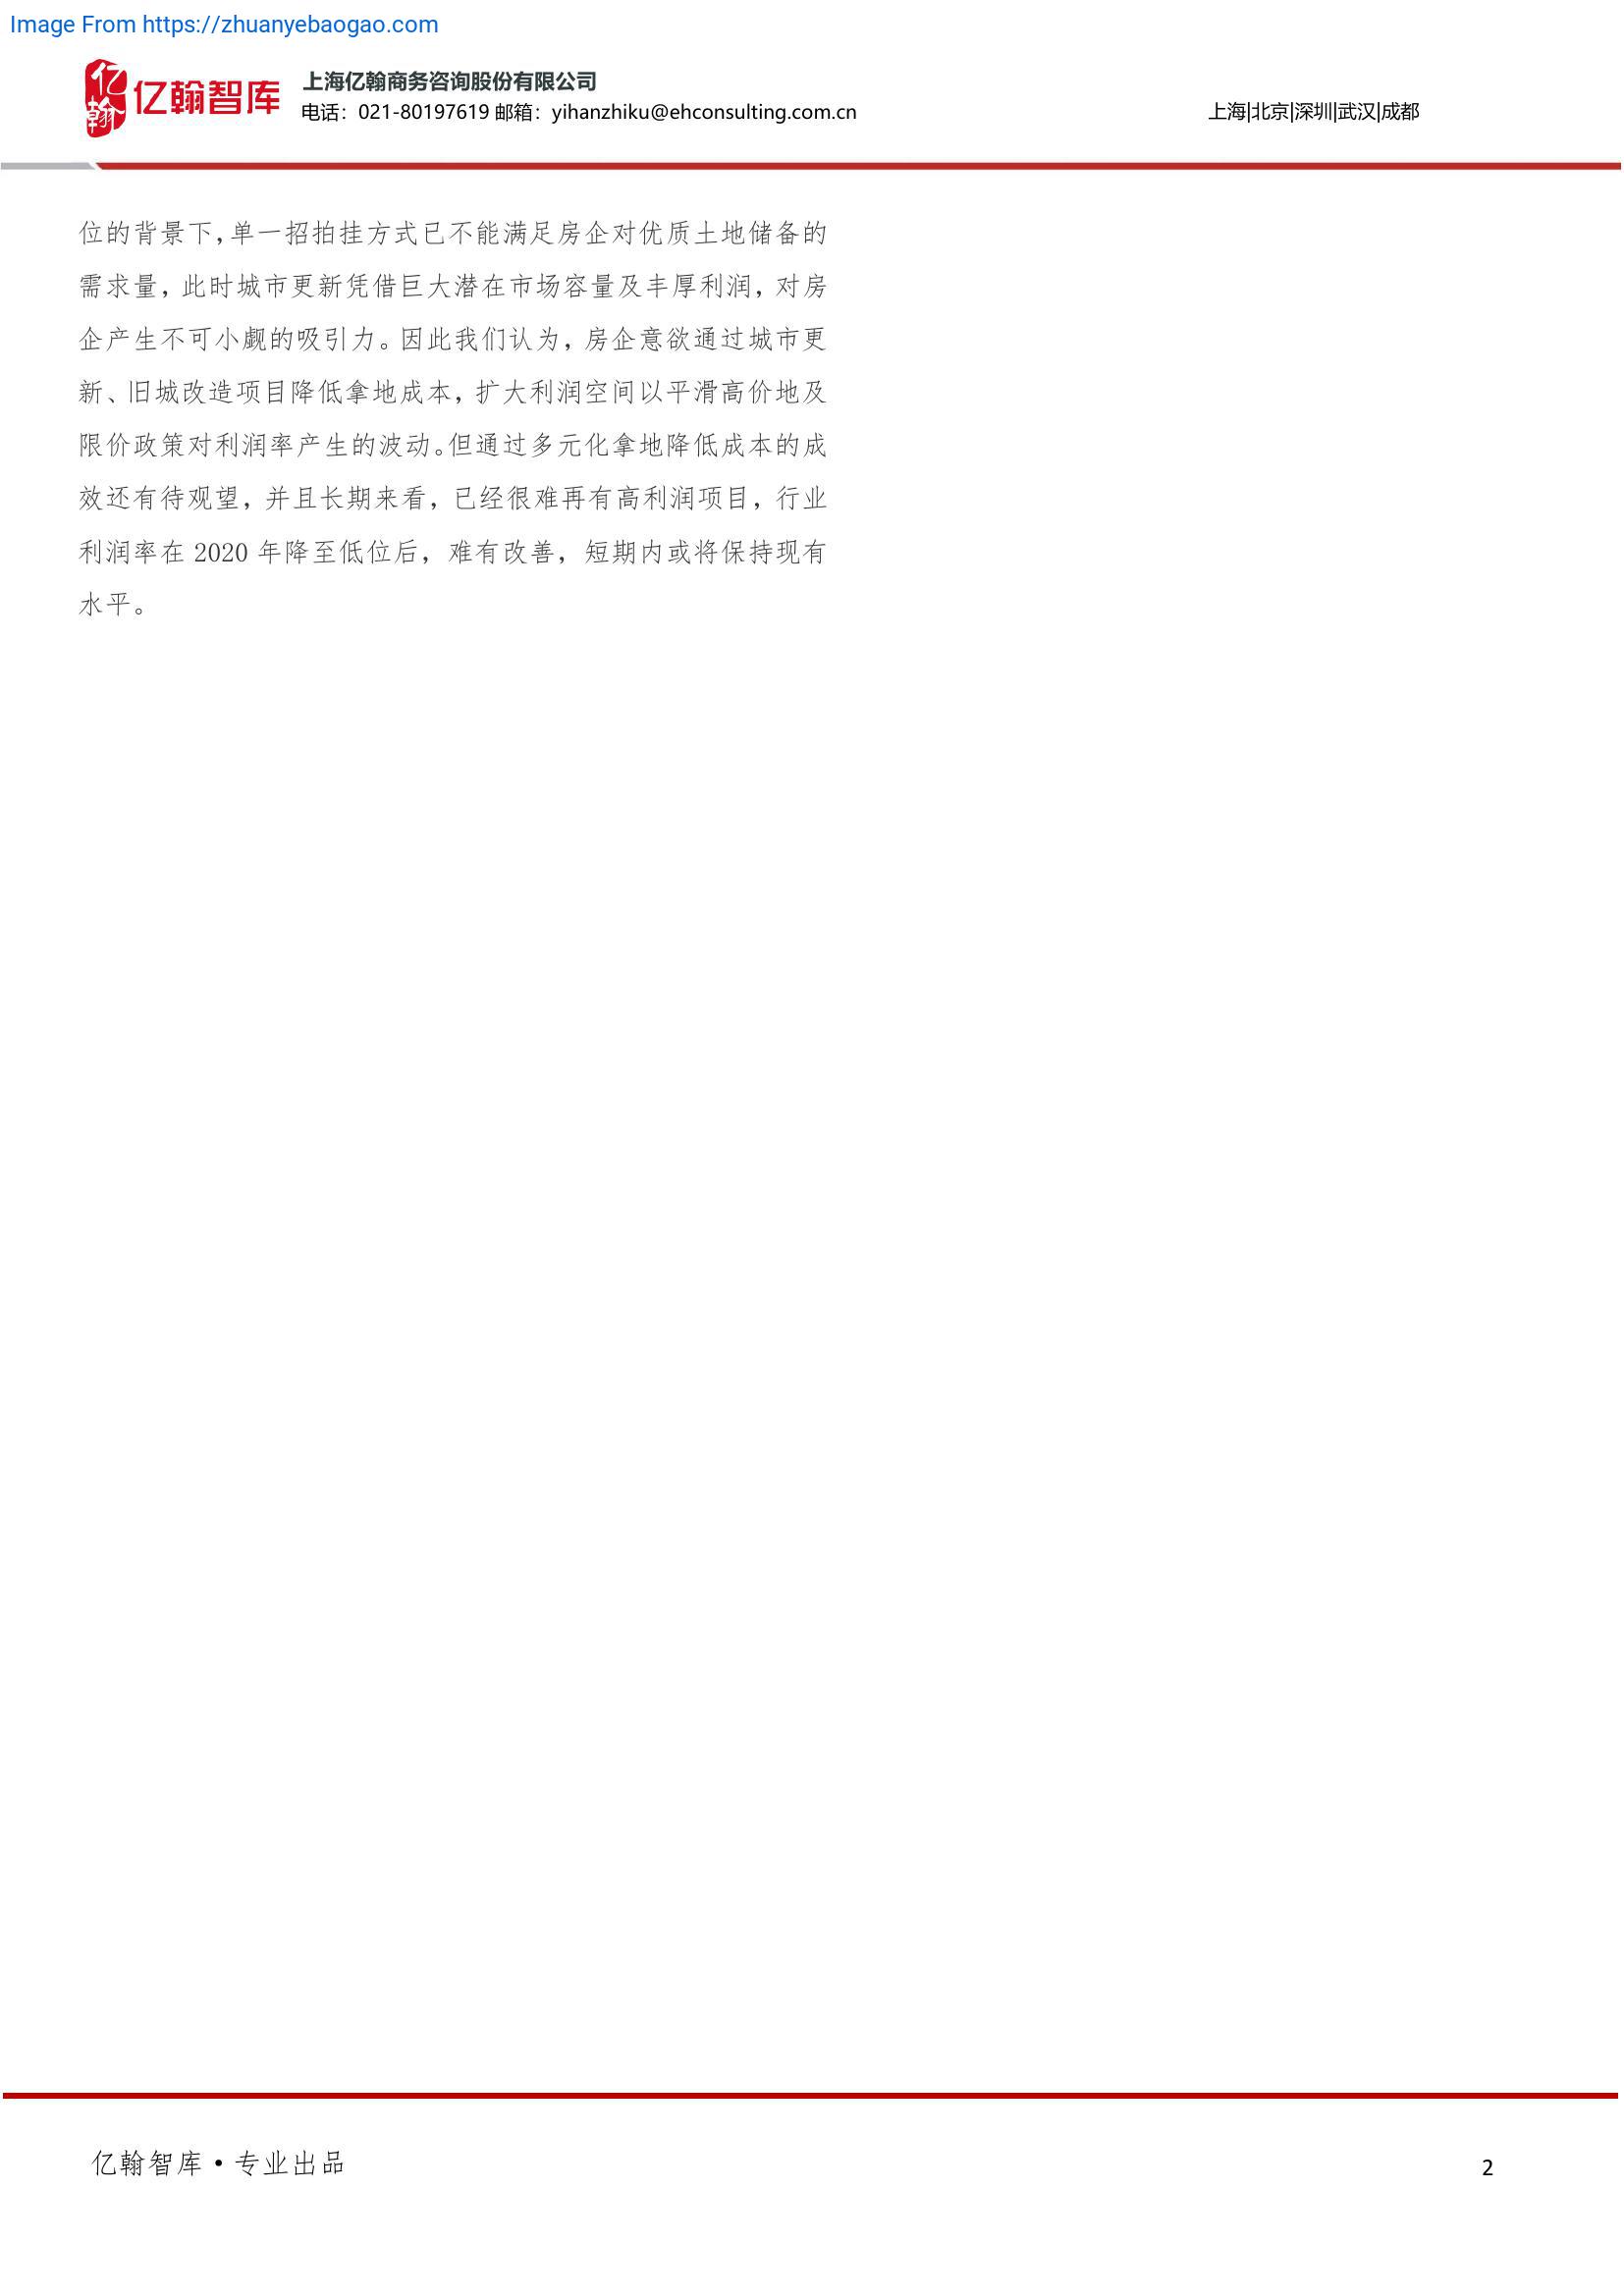 Image From https://zhuanyebaogao.com
亿翰
亿翰智库
上海亿翰商务咨询股份有限公司
电话：021-80197619 邮箱：yihanzhiku@ehconsulting.com.cn
上海|北京|深圳|武汉|成都
位的背景下，单一招拍挂方式已不能满足房企对优质土地储备的
需求量，此时城市更新凭借巨大潜在市场容量及丰厚利润，对房
企产生不可小觑的吸引力。因此我们认为，房企意欲通过城市更
新、旧城改造项目降低拿地成本，扩大利润空间以平滑高价地及
限价政策对利润率产生的波动。但通过多元化拿地降低成本的成
效还有待观望，并且长期来看，已经很难再有高利润项目，行业
利润率在 2020 年降至低位后，难有改善，短期内或将保持现有
水平。
亿翰智库·专业出品
2